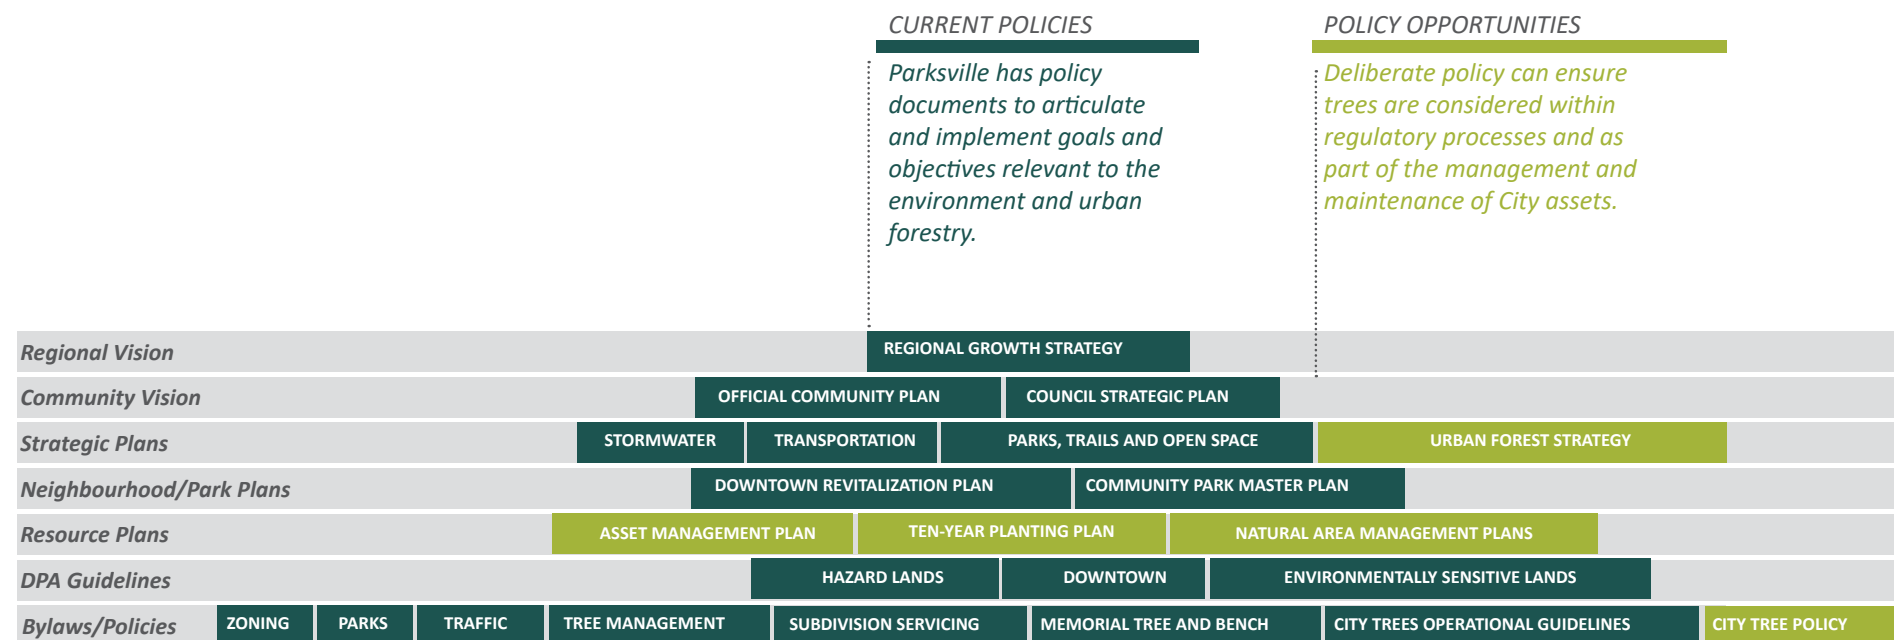 CURRENT POLICIES
Parksville has policy
documents to articulate
and implement goals and
objectives relevant to the
environment and urban
forestry.
POLICY OPPORTUNITIES
Deliberate policy can ensure
trees are considered within
regulatory processes and as
part of the management and
maintenance of City assets.
Regional Vision
REGIONAL GROWTH STRATEGY
Community Vision
OFFICIAL COMMUNITY PLAN
COUNCIL STRATEGIC PLAN
Strategic Plans
STORMWATER
TRANSPORTATION
PARKS, TRAILS AND OPEN SPACE
URBAN FOREST STRATEGY
Neighbourhood/Park Plans
DOWNTOWN REVITALIZATION PLAN
COMMUNITY PARK MASTER PLAN
Resource Plans
ASSET MANAGEMENT PLAN
TEN-YEAR PLANTING PLAN
NATURAL AREA MANAGEMENT PLANS
DPA Guidelines
HAZARD LANDS
DOWNTOWN
ENVIRONMENTALLY SENSITIVE LANDS
Bylaws/Policies
ZONING
PARKS
TRAFFIC
TREE MANAGEMENT
SUBDIVISION SERVICING
MEMORIAL TREE AND BENCH
CITY TREES OPERATIONAL GUIDELINES
CITY TREE POLICY